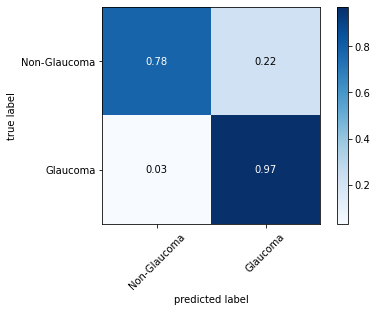 Non-Glaucoma
0.78
0.22
Glaucoma
0.03
0.97
true label
Non-Glaucoma
Glaucoma
predicted label
0.8
0.6
0.4
0.2